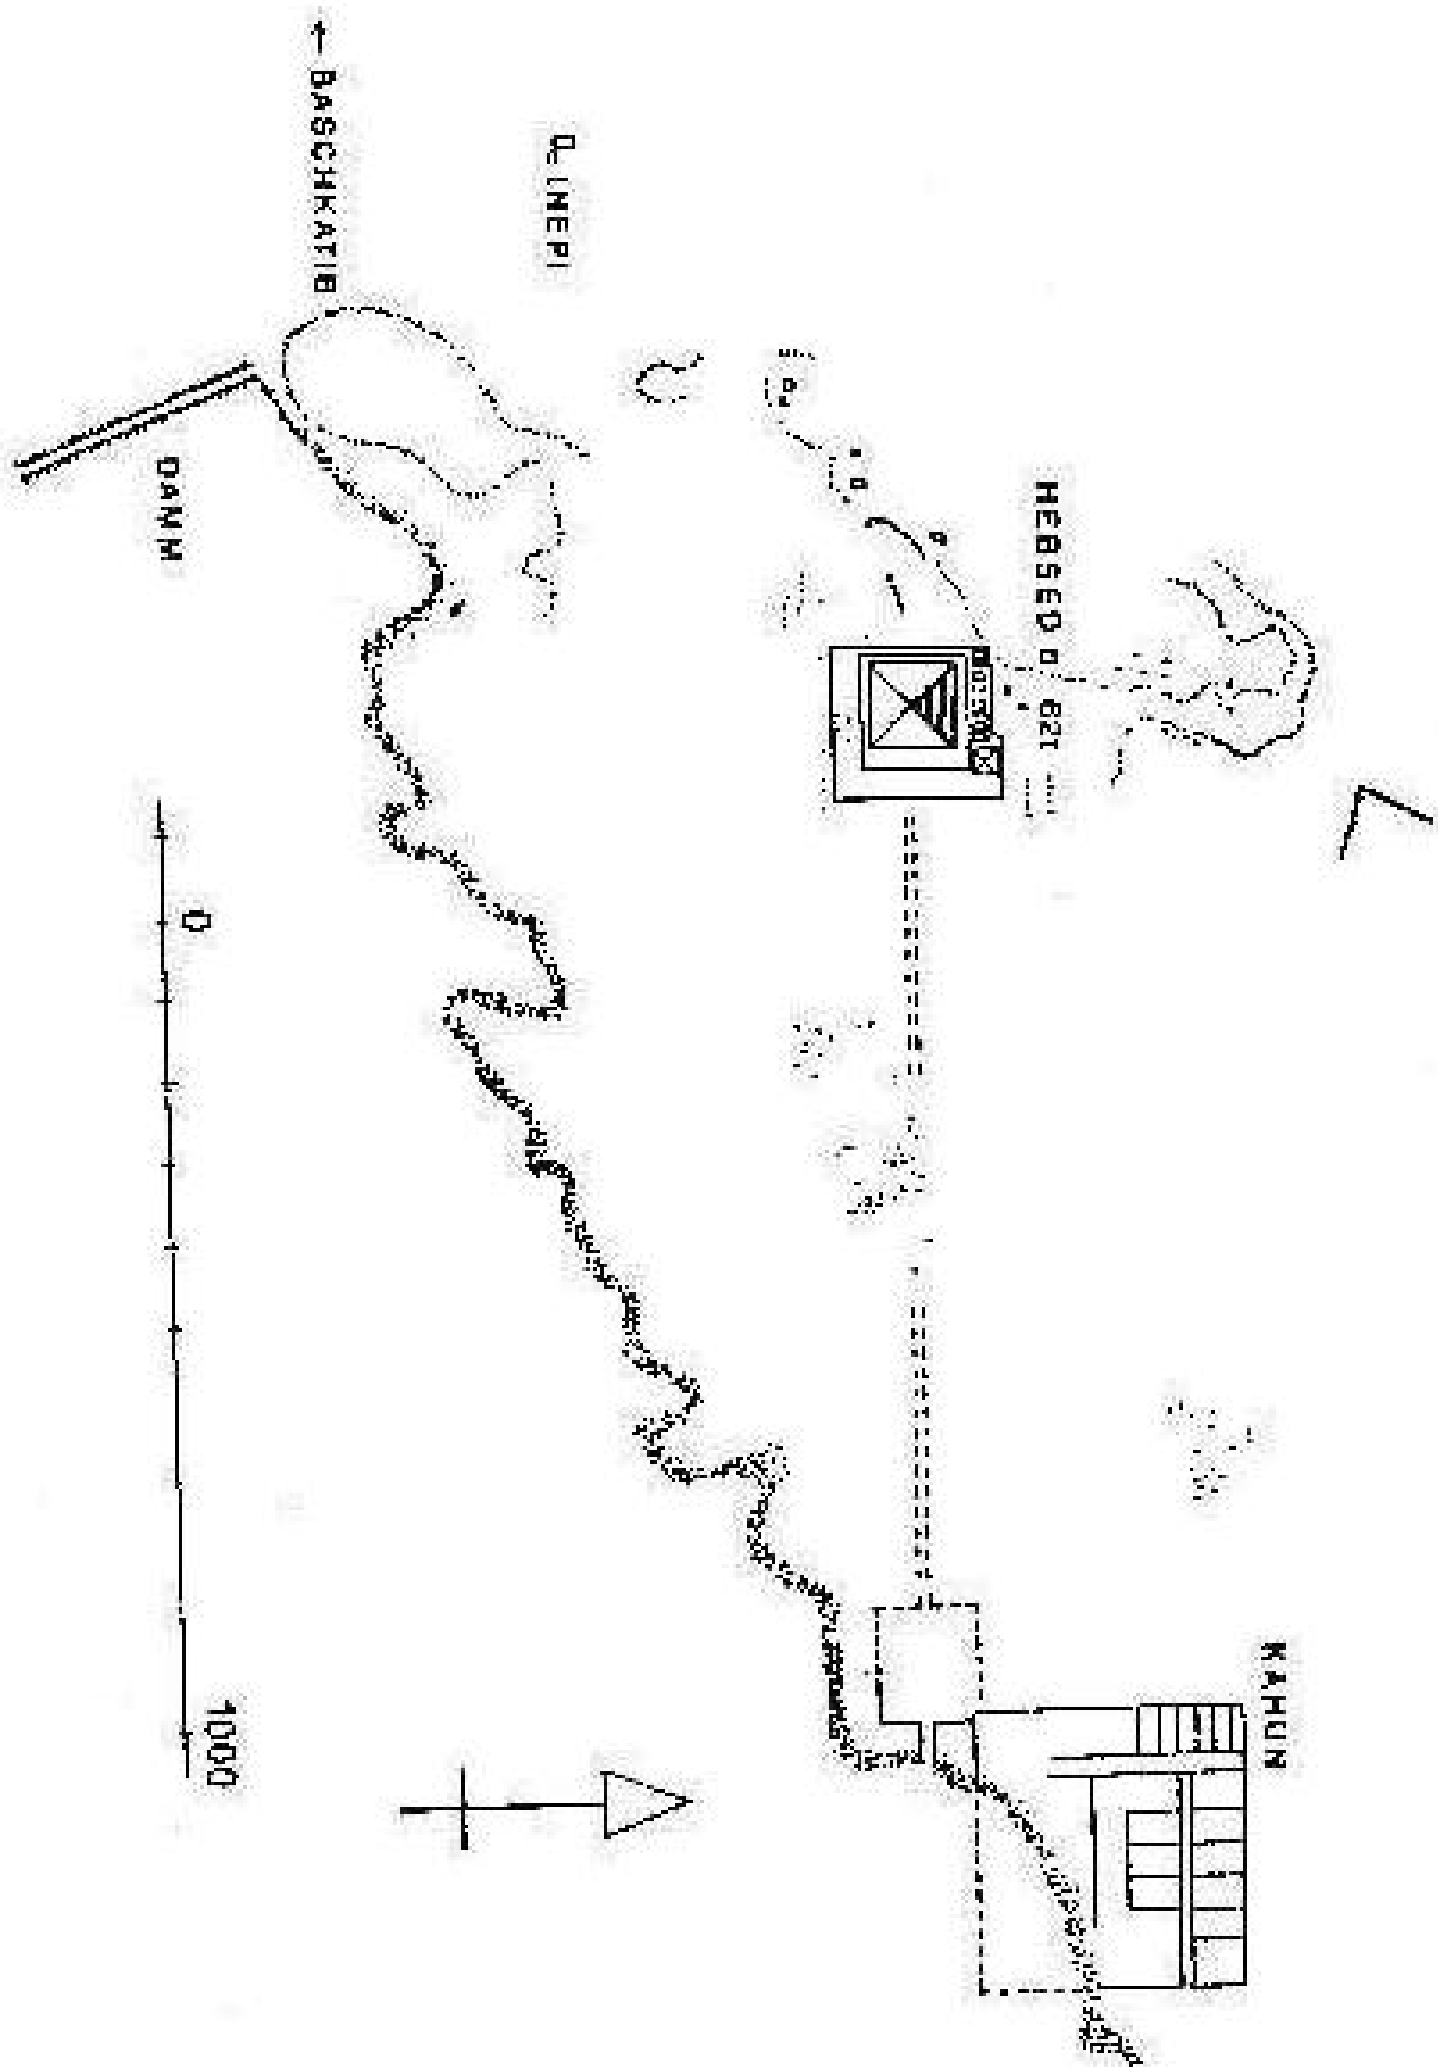 KAHUN
HEBSED 621
INEPI
← BASCHKATIB
DAMM
0
1000